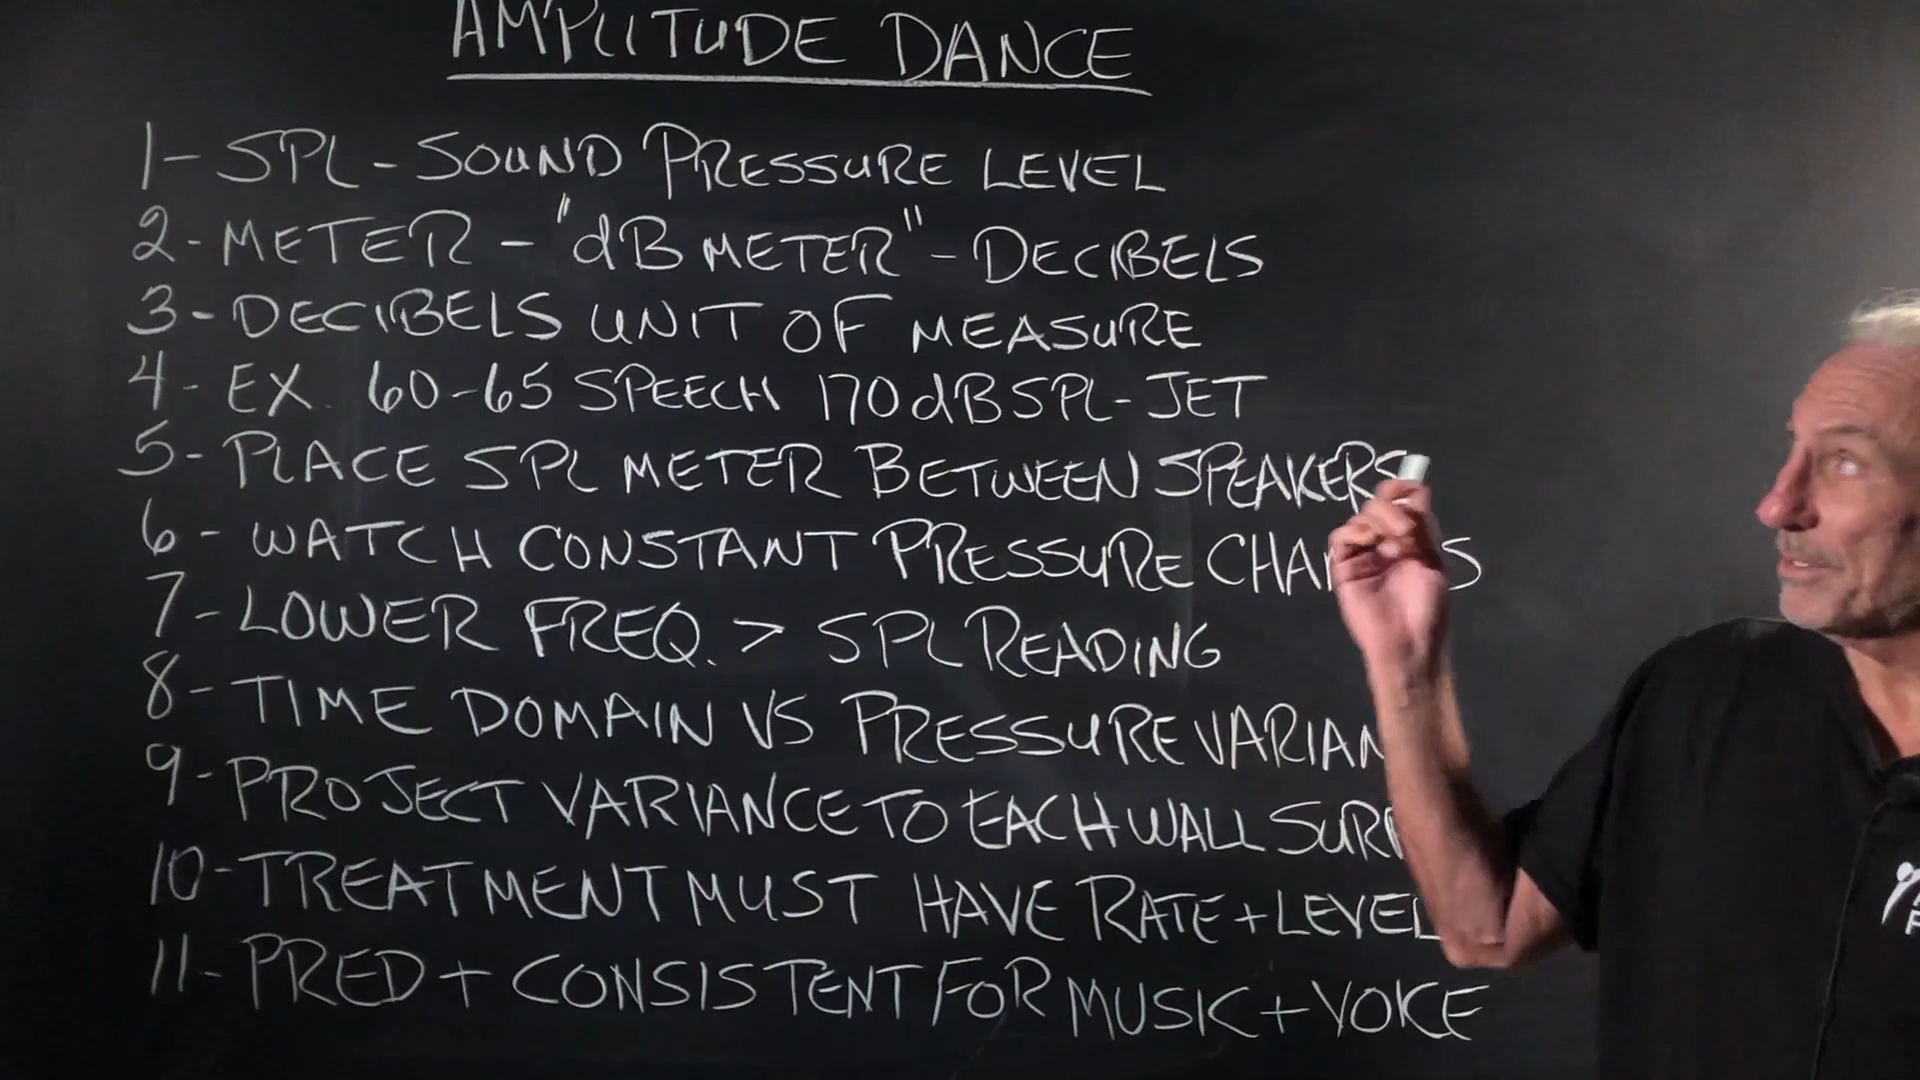 AMPLITUDE DANCE
1- SPL - SOUND PRESSURE LEVEL
2- METER - "dB METER" - DECIBELS
3- DECIBELS UNIT OF MEASURE
4- EX. 60-65 SPEECH 170 dB SPL - JET
5- PLACE SPL METER BETWEEN SPEAKERS
6- WATCH CONSTANT PRESSURE
7- LOWER FREQ. > SPL READING
8- TIME DOMAIN VS PRESSURE
9- PROJECT VARIANCE TO EACH WALL
10- TREATMENT MUST HAVE RATE + LEVEL
11- PRED + CONSISTENT FOR MUSIC + VOICE